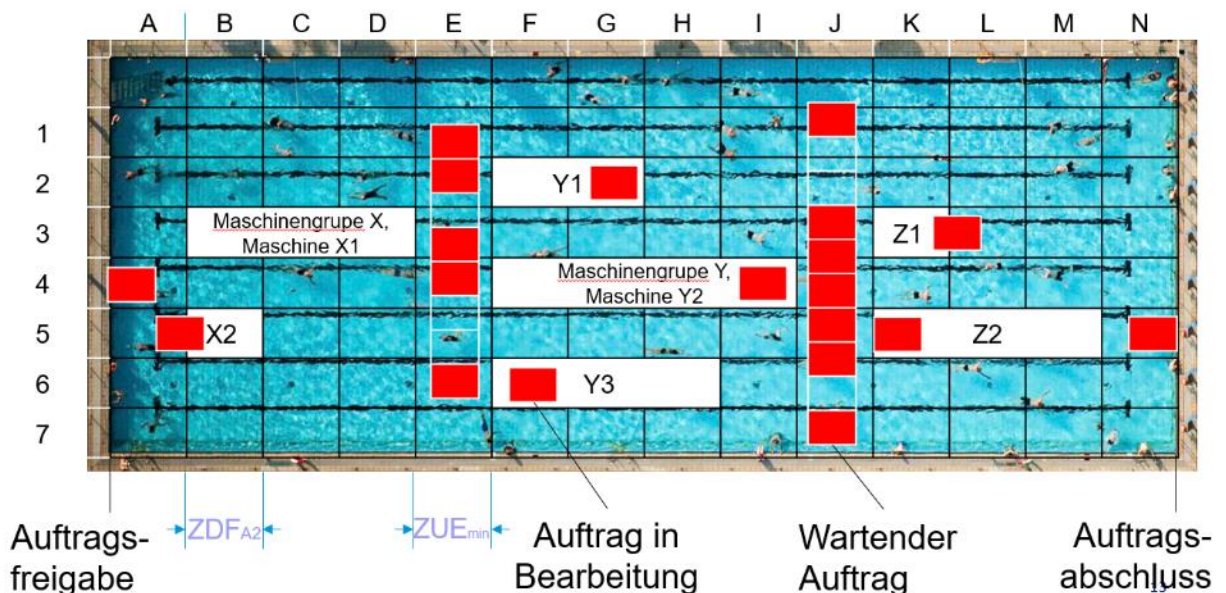 A B C D E F G H I J K L M N
1
2 Y1
3 Maschinengrupe X,
Maschine X1 Z1
4 Maschinengrupe Y,
Maschine Y2
5 X2 Z2
6 Y3
7
ZDFA2 ZUEmin
Auftrags-
freigabe
Auftrag in
Bearbeitung
Wartender
Auftrag
Auftrags-
abschluss